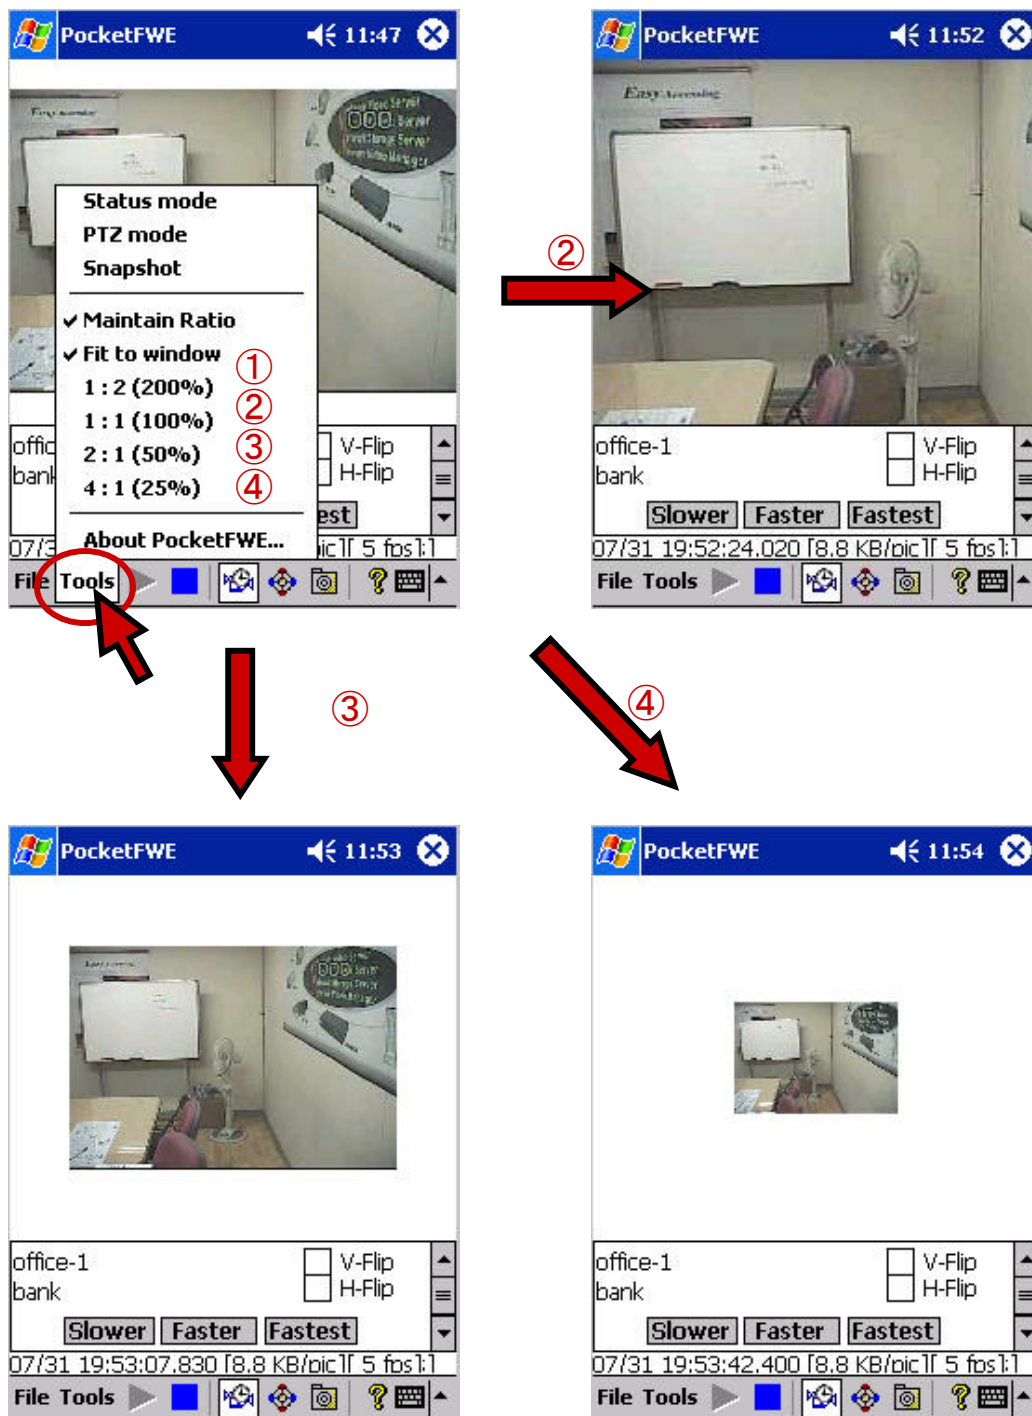 PocketFWE 11:47
Status mode
PTZ mode
Snapshot
✓ Maintain Ratio
✓ Fit to window
1 : 2 (200%) ①
1 : 1 (100%) ②
2 : 1 (50%) ③
4 : 1 (25%) ④
About PocketFWE...
V-Flip
H-Flip
File Tools
②
PocketFWE 11:52
Easy
office-1 V-Flip
bank H-Flip
Slower Faster Fastest
07/31 19:52:24.020 [8.8 KB/pic][ 5 fps]:1
File Tools
③
④
PocketFWE 11:53
office-1 V-Flip
bank H-Flip
Slower Faster Fastest
07/31 19:53:07.830 [8.8 KB/pic][ 5 fps]:1
File Tools
PocketFWE 11:54
office-1 V-Flip
bank H-Flip
Slower Faster Fastest
07/31 19:53:42.400 [8.8 KB/pic][ 5 fps]:1
File Tools